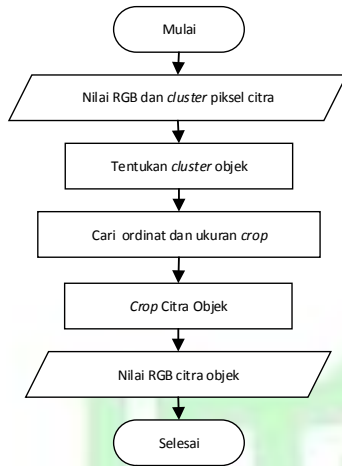 Mulai
Nilai RGB dan cluster piksel citra
Tentukan cluster objek
Cari ordinat dan ukuran crop
Crop Citra Objek
Nilai RGB citra objek
Selesai